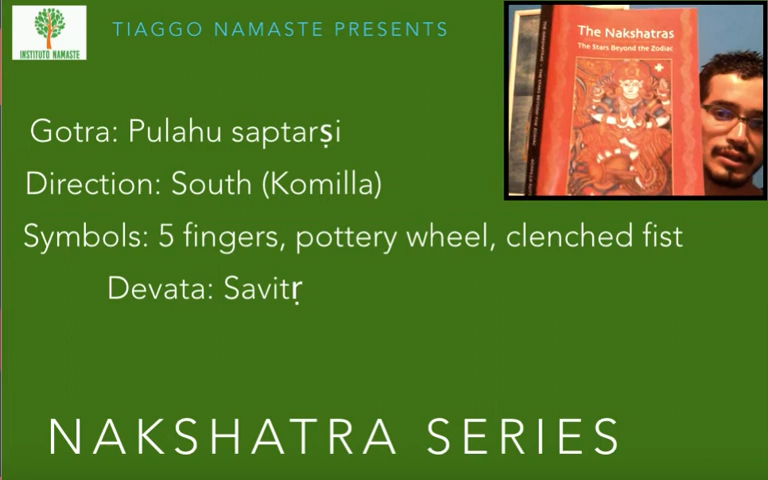 INSTITUTO NAMASTE
TIAGGO NAMASTE PRESENTS
The Nakshatras
The Stars Beyond the Zodiac
Gotra: Pulahu saptarṣi
Direction: South (Komilla)
Symbols: 5 fingers, pottery wheel, clenched fist
Devata: Savitṛ
NAKSHATRA SERIES